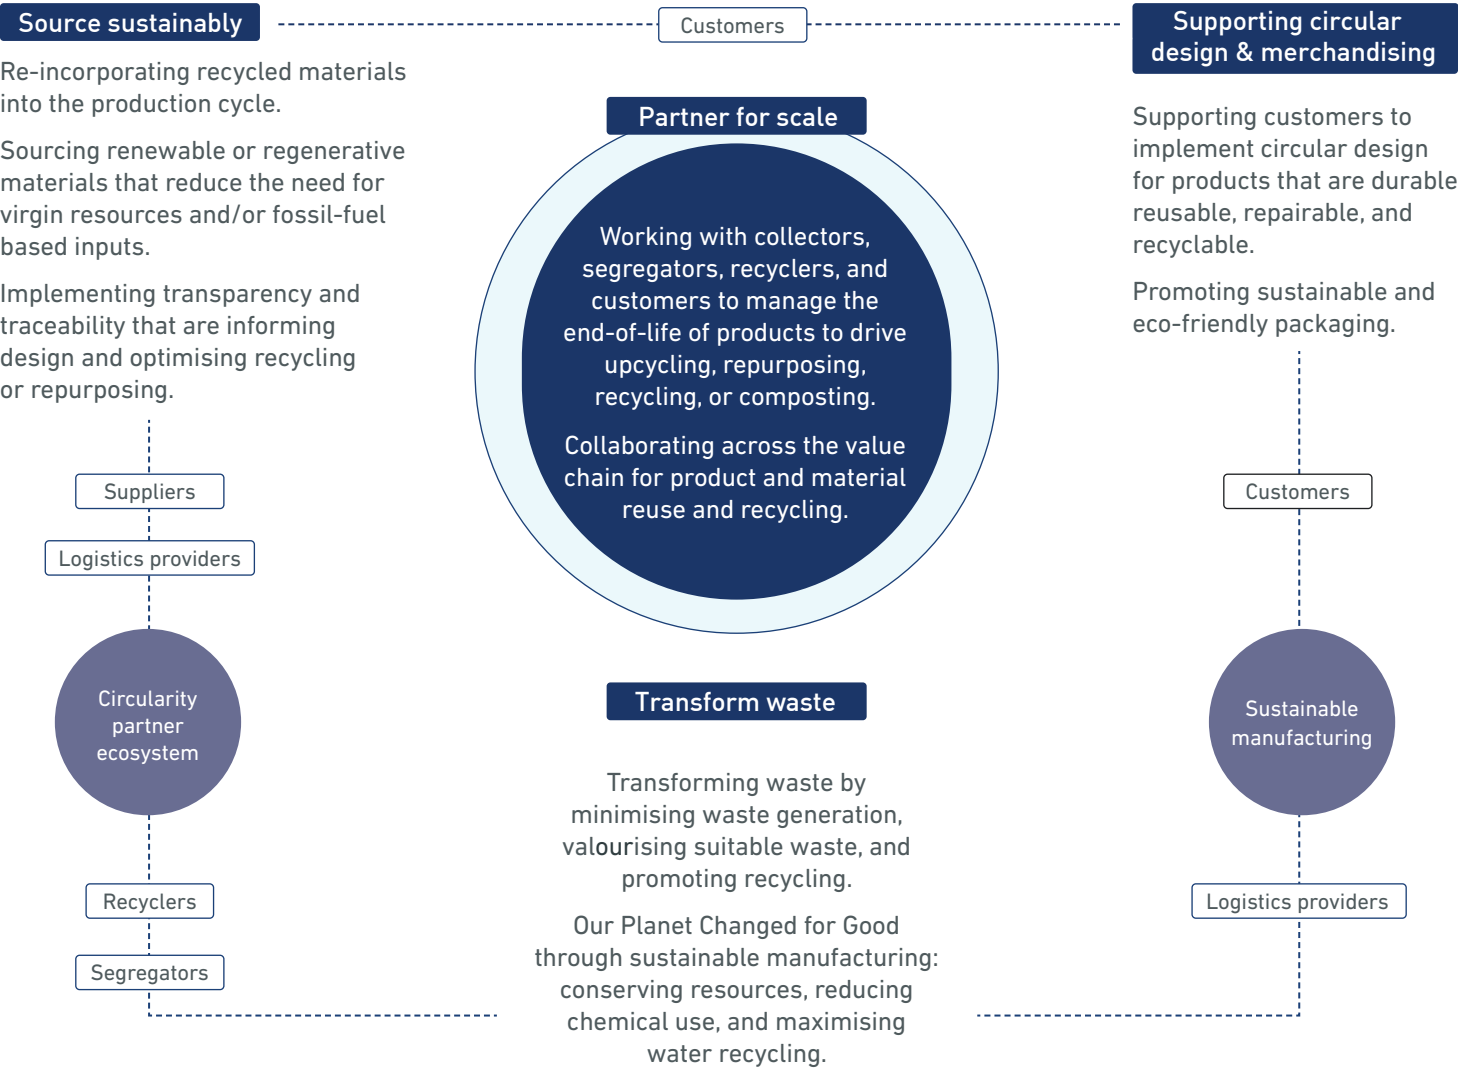 Source sustainably
Re-incorporating recycled materials
into the production cycle.
Sourcing renewable or regenerative
materials that reduce the need for
virgin resources and/or fossil-fuel
based inputs.
Implementing transparency and
traceability that are informing
design and optimising recycling
or repurposing.
Customers
Supporting circular
design & merchandising
Supporting customers to
implement circular design
for products that are durable
reusable, repairable, and
recyclable.
Promoting sustainable and
eco-friendly packaging.
Partner for scale
Working with collectors,
segregators, recyclers, and
customers to manage the
end-of-life of products to drive
upcycling, repurposing,
recycling, or composting.
Collaborating across the value
chain for product and material
reuse and recycling.
Suppliers
Logistics providers
Circularity
partner
ecosystem
Recyclers
Segregators
Customers
Sustainable
manufacturing
Logistics providers
Transform waste
Transforming waste by
minimising waste generation,
valourising suitable waste, and
promoting recycling.
Our Planet Changed for Good
through sustainable manufacturing:
conserving resources, reducing
chemical use, and maximising
water recycling.